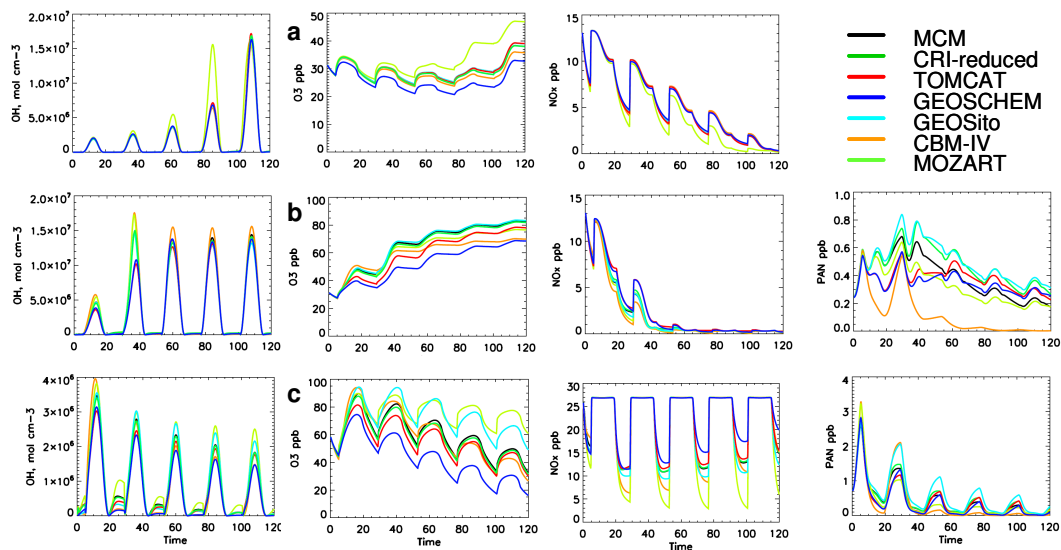 OH, mol cm−3
2.0×10⁷
1.5×10⁷
1.0×10⁷
5.0×10⁶
0
0 20 40 60 80 100 120
a
O3 ppb
50
40
30
20
10
0
0 20 40 60 80 100 120
NOx ppb
15
10
5
0
0 20 40 60 80 100 120
MCM
CRI-reduced
TOMCAT
GEOSCHEM
GEOSito
CBM-IV
MOZART
OH, mol cm−3
2.0×10⁷
1.5×10⁷
1.0×10⁷
5.0×10⁶
0
0 20 40 60 80 100 120
b
O3 ppb
100
80
60
40
20
0
0 20 40 60 80 100 120
NOx ppb
15
10
5
0
0 20 40 60 80 100 120
PAN ppb
1.0
0.8
0.6
0.4
0.2
0.0
0 20 40 60 80 100 120
OH, mol cm−3
4×10⁶
3×10⁶
2×10⁶
1×10⁶
0
0 20 40 60 80 100 120
Time
c
O3 ppb
100
80
60
40
20
0
0 20 40 60 80 100 120
Time
NOx ppb
30
25
20
15
10
5
0
0 20 40 60 80 100 120
Time
PAN ppb
4
3
2
1
0
0 20 40 60 80 100 120
Time